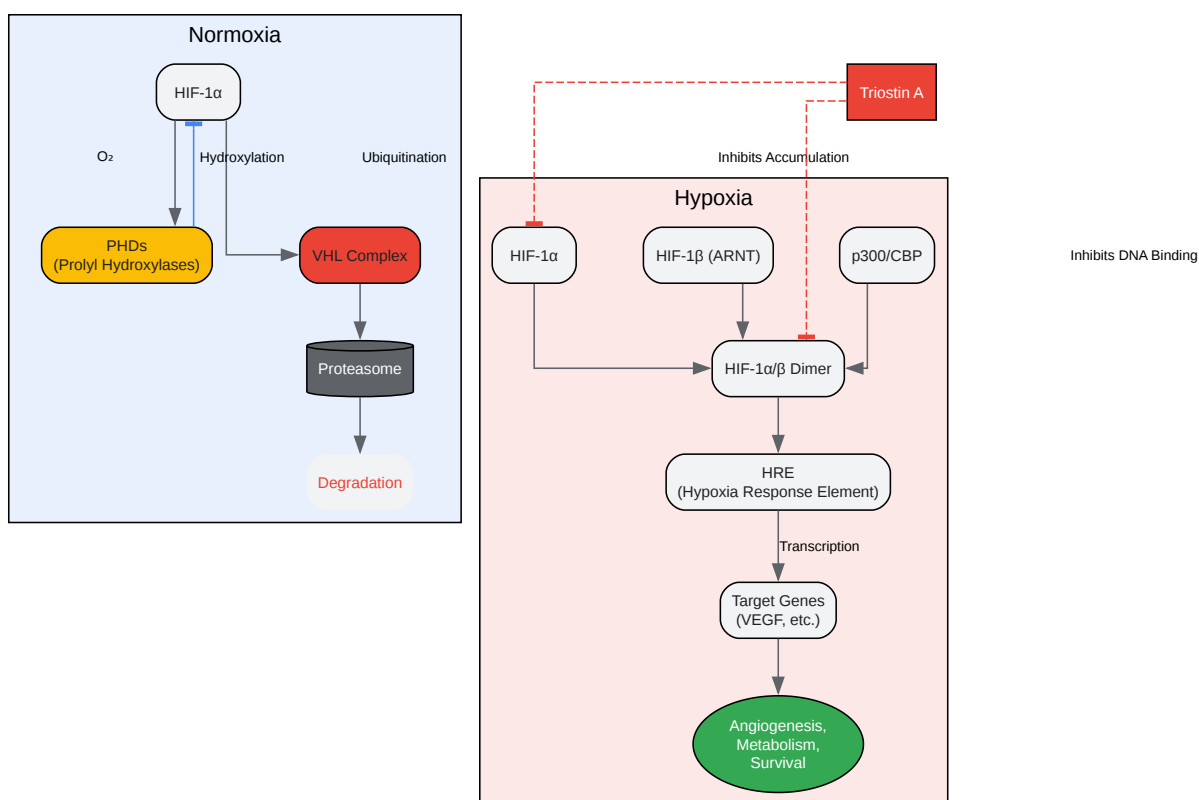 Normoxia
HIF-1α
O₂
Hydroxylation
Ubiquitination
PHDs
(Prolyl Hydroxylases)
VHL Complex
Proteasome
Degradation
Triostin A
Inhibits Accumulation
Hypoxia
HIF-1α
HIF-1β (ARNT)
p300/CBP
Inhibits DNA Binding
HIF-1α/β Dimer
HRE
(Hypoxia Response Element)
Transcription
Target Genes
(VEGF, etc.)
Angiogenesis,
Metabolism,
Survival